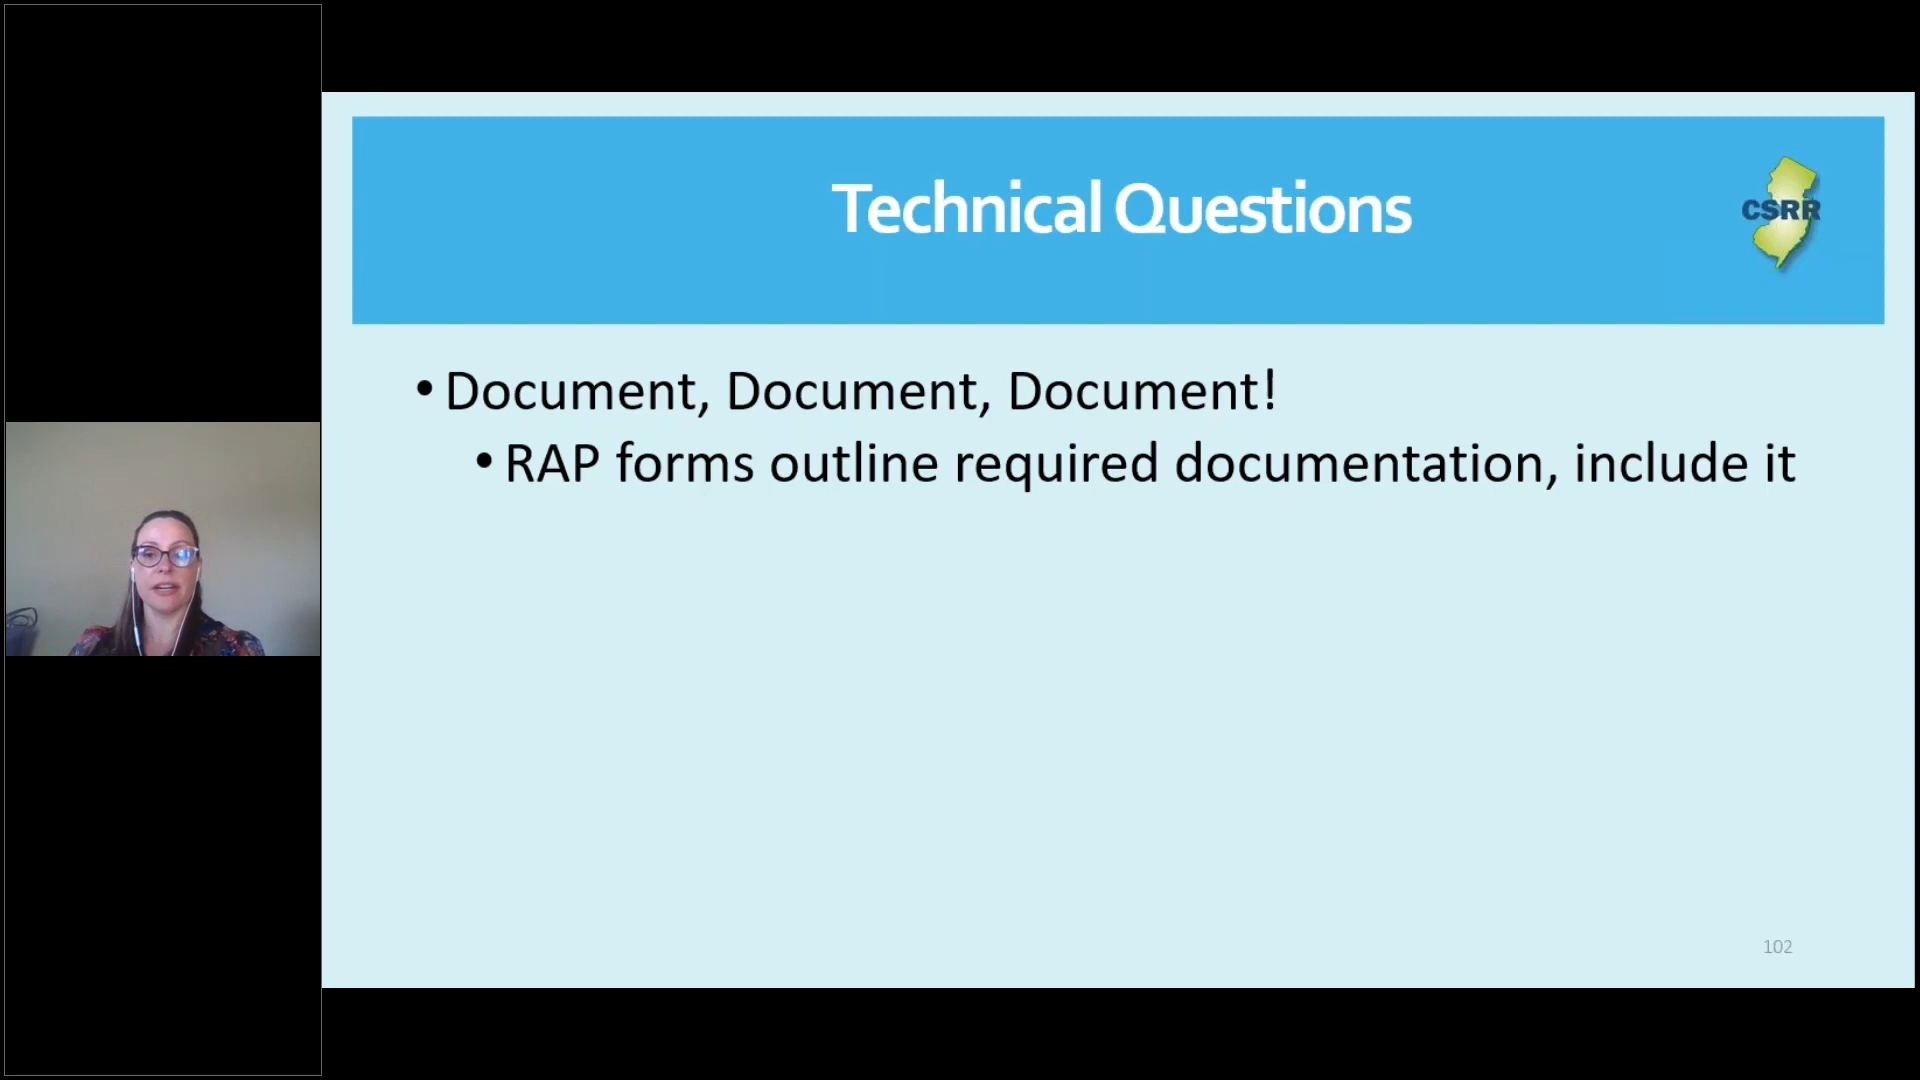 Technical Questions
CSRR
• Document, Document, Document!
• RAP forms outline required documentation, include it
102